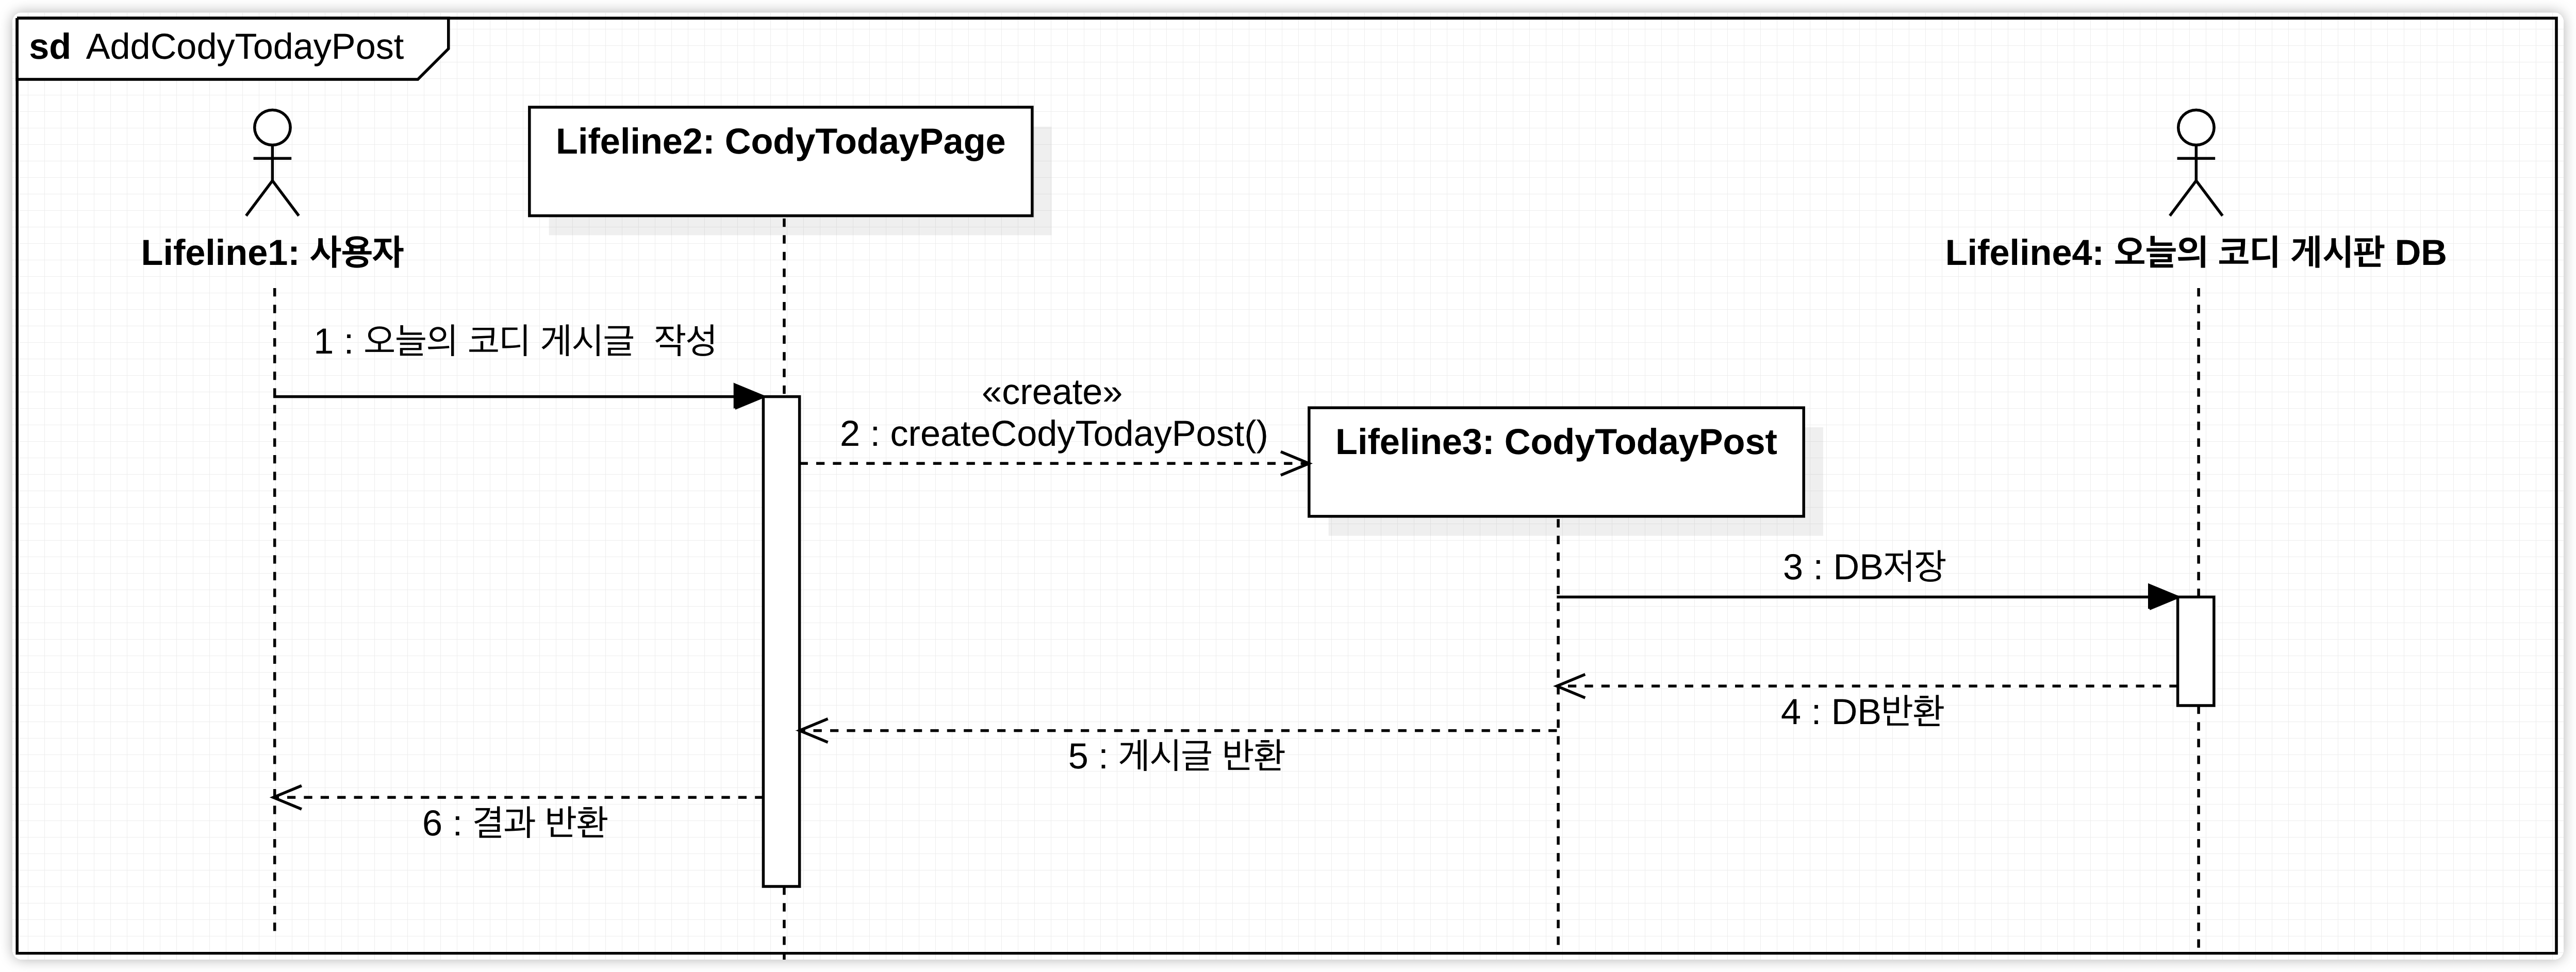 sd AddCodyTodayPost
Lifeline2: CodyTodayPage
Lifeline1: 사용자
Lifeline4: 오늘의 코디 게시판 DB
1 : 오늘의 코디 게시글  작성
«create»
2 : createCodyTodayPost()
Lifeline3: CodyTodayPost
3 : DB저장
4 : DB반환
5 : 게시글 반환
6 : 결과 반환